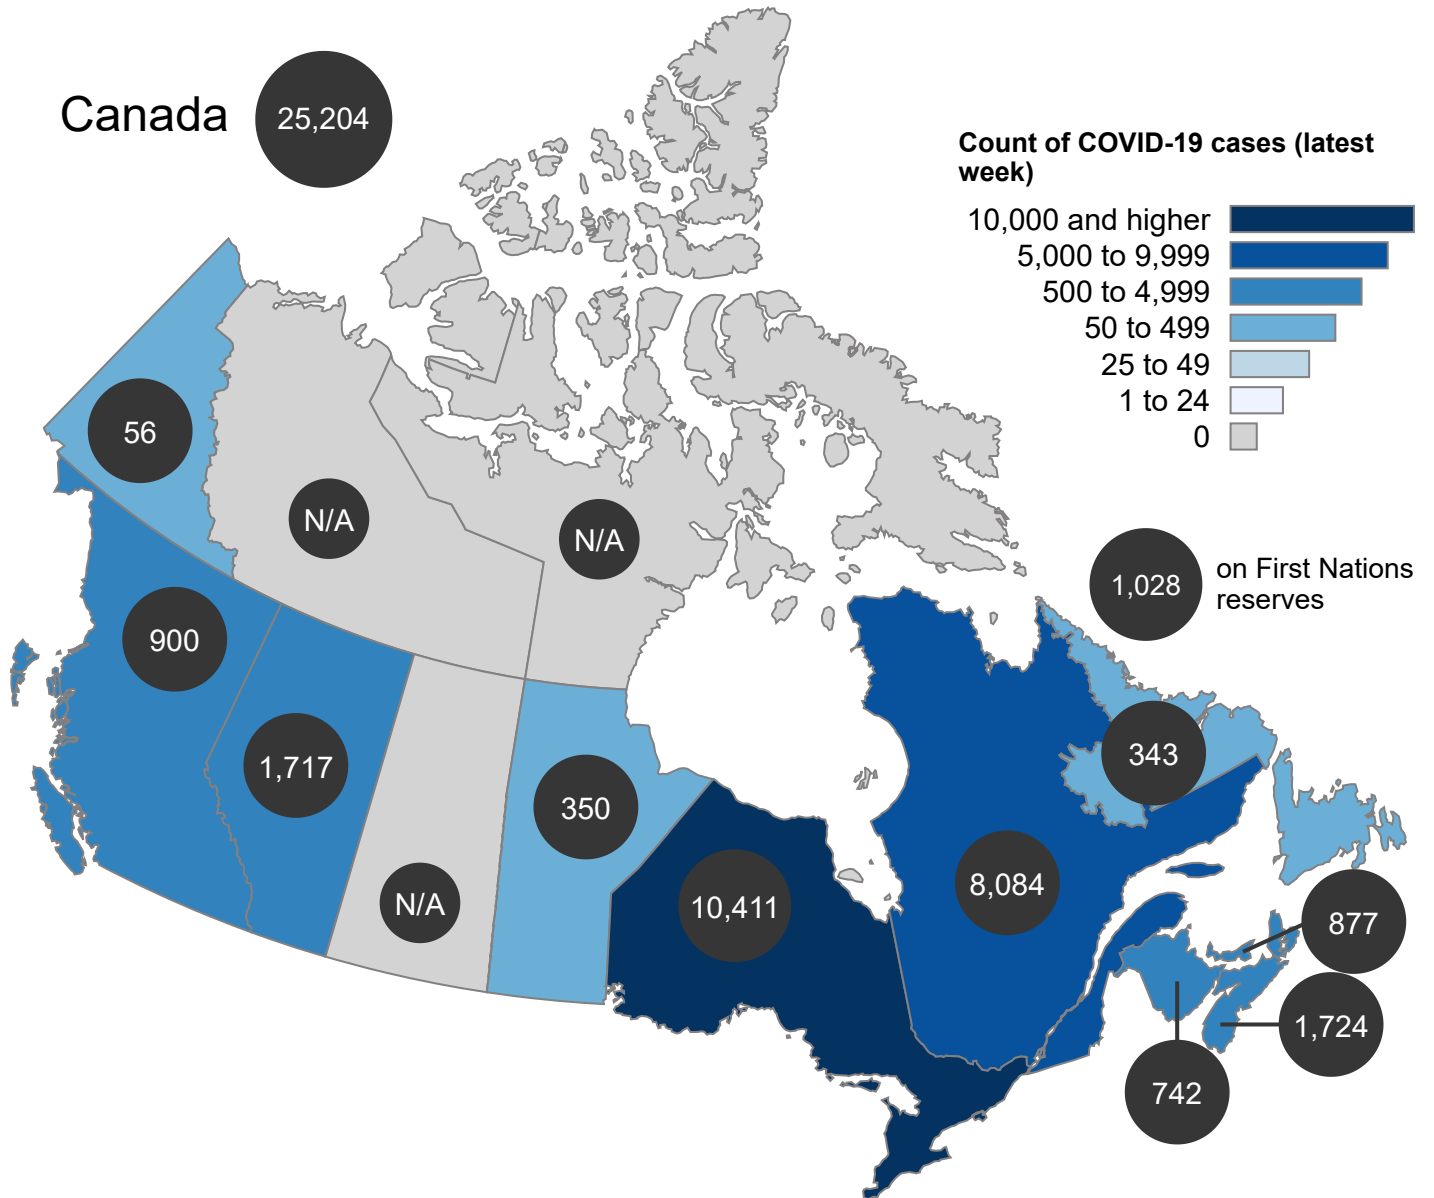 Canada
25,204
Count of COVID-19 cases (latest
week)
10,000 and higher
5,000 to 9,999
500 to 4,999
50 to 499
25 to 49
1 to 24
0
56
N/A
N/A
1,028
on First Nations
reserves
900
1,717
350
343
N/A
10,411
8,084
877
1,724
742